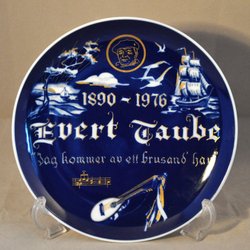 1890 - 1976
Evert Taube
Jag kommer av ett brusand' hav